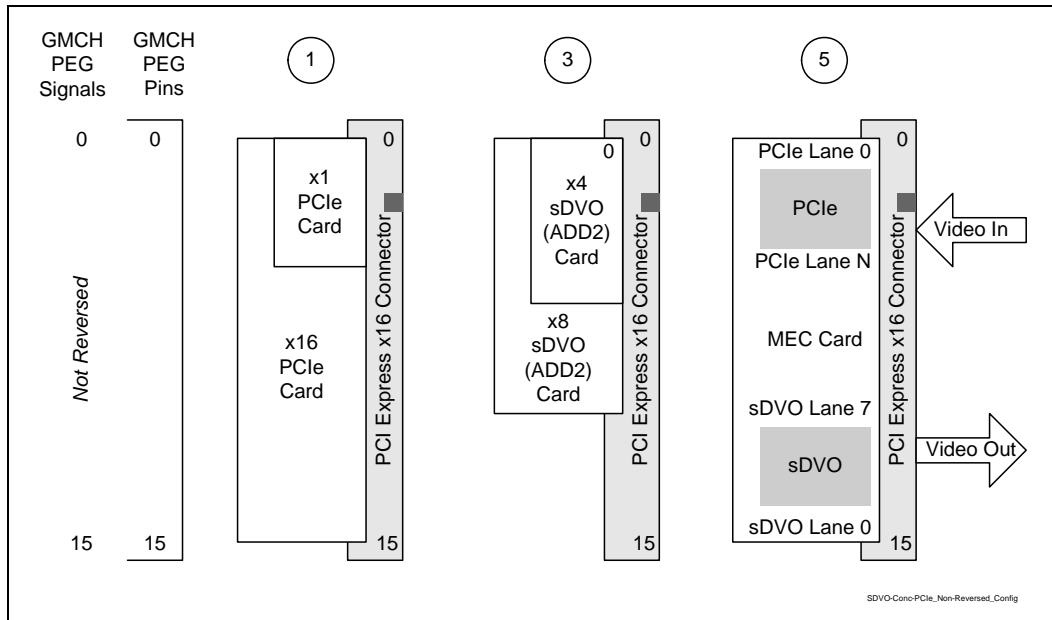 GMCH
PEG
Signals
GMCH
PEG
Pins
1
3
5
0
0
0
0
0
0
x1
PCIe
Card
x16
PCIe
Card
PCI Express x16 Connector
x4
sDVO
(ADD2)
Card
x8
sDVO
(ADD2)
Card
PCI Express x16 Connector
PCIe Lane 0
PCIe
PCIe Lane N
MEC Card
sDVO Lane 7
sDVO
sDVO Lane 0
PCI Express x16 Connector
Video In
Video Out
Not Reversed
15
15
15
15
15
SDVO-Conc-PCIe_Non-Reversed_Config